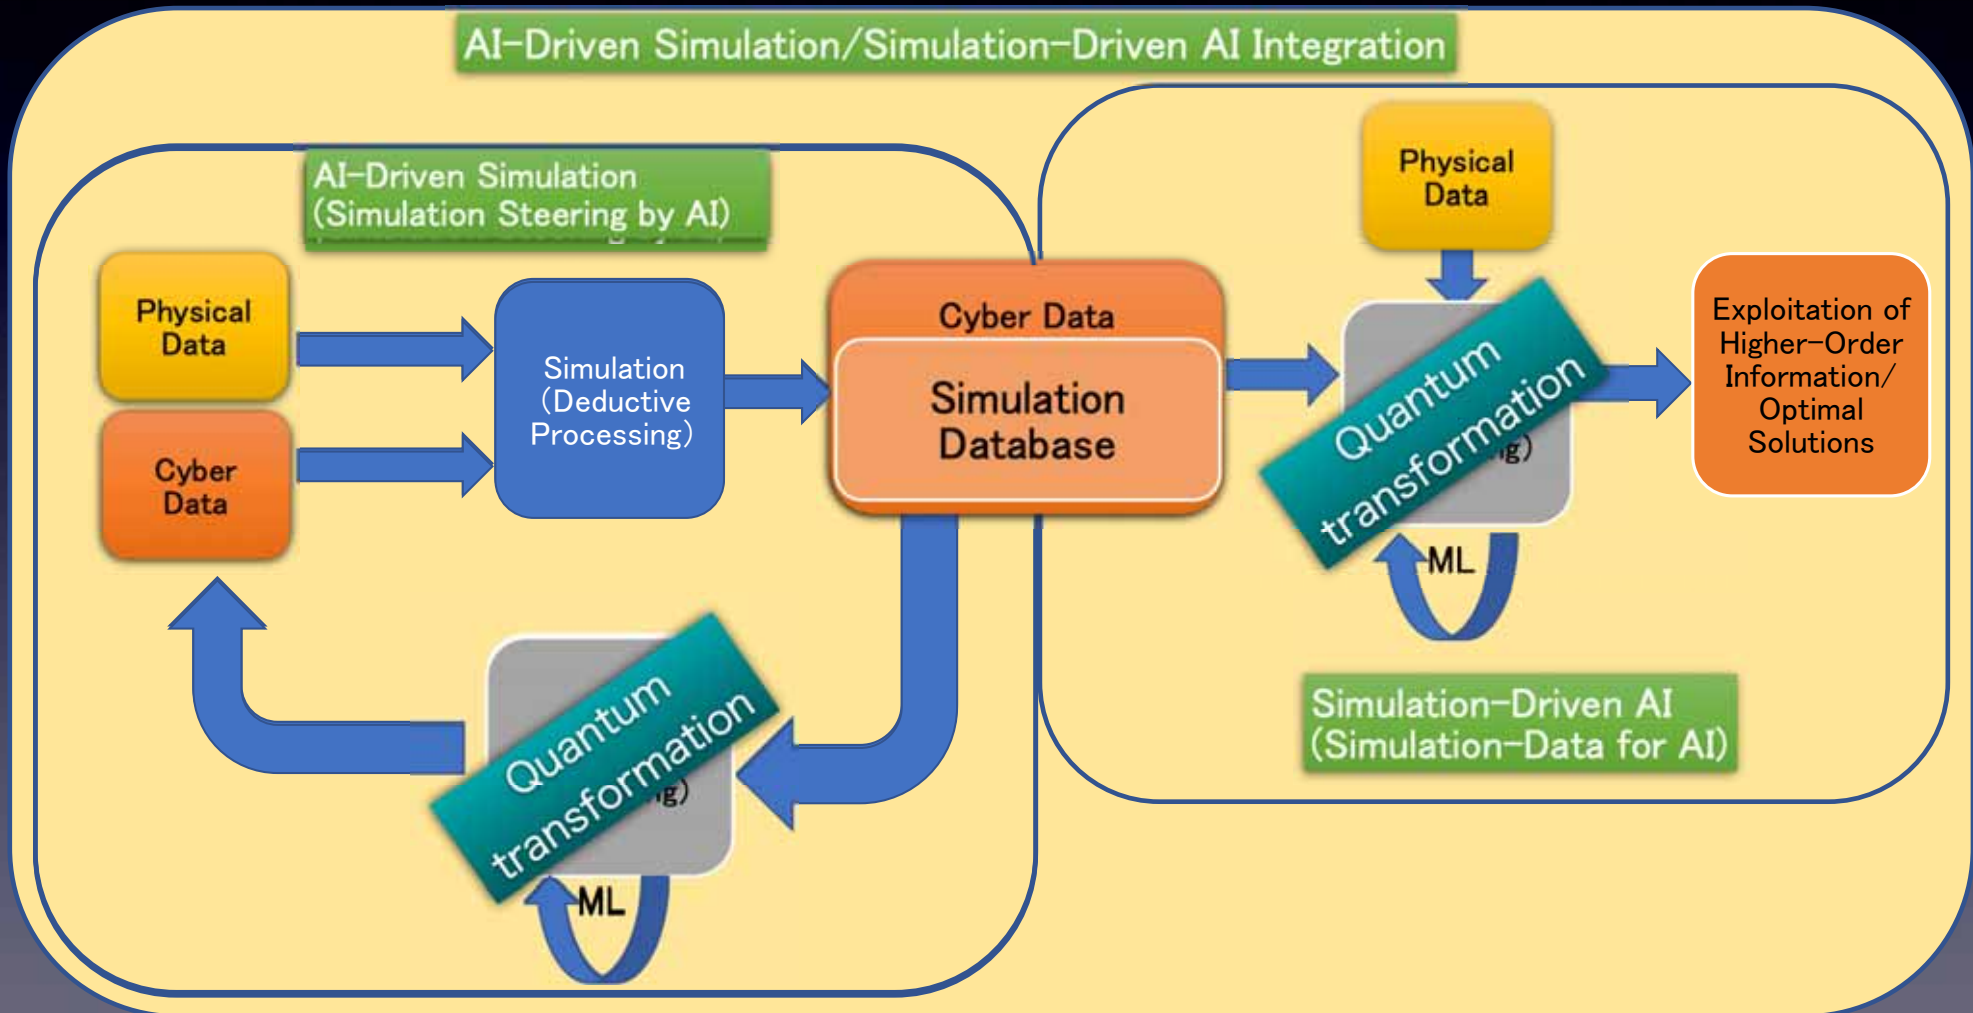 AI-Driven Simulation/Simulation-Driven AI Integration
AI-Driven Simulation
(Simulation Steering by AI)
Physical
Data
Cyber
Data
Simulation
(Deductive
Processing)
Cyber Data
Simulation
Database
Quantum
transformation
ng)
ML
Physical
Data
Quantum
transformation
ng)
ML
Exploitation of
Higher-Order
Information/
Optimal
Solutions
Simulation-Driven AI
(Simulation-Data for AI)